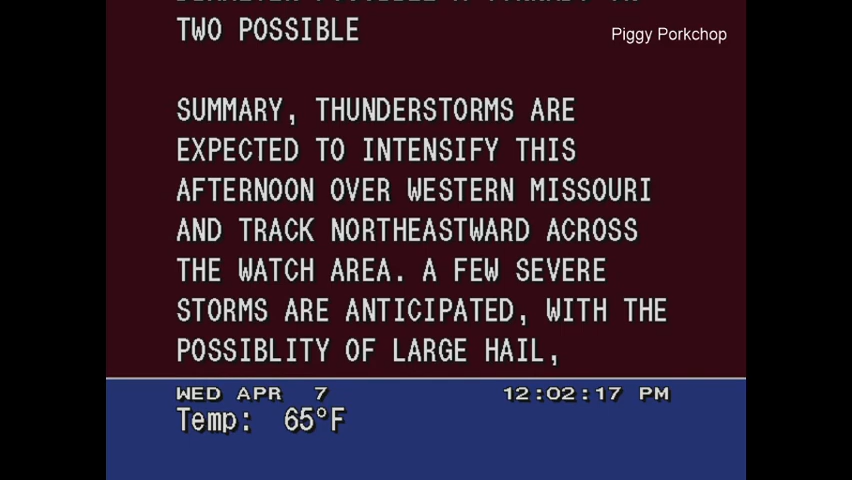 TWO POSSIBLE
Piggy Porkchop
SUMMARY, THUNDERSTORMS ARE
EXPECTED TO INTENSIFY THIS
AFTERNOON OVER WESTERN MISSOURI
AND TRACK NORTHEASTWARD ACROSS
THE WATCH AREA. A FEW SEVERE
STORMS ARE ANTICIPATED, WITH THE
POSSIBLITY OF LARGE HAIL,
WED APR 7 12:02:17 PM
Temp: 65°F